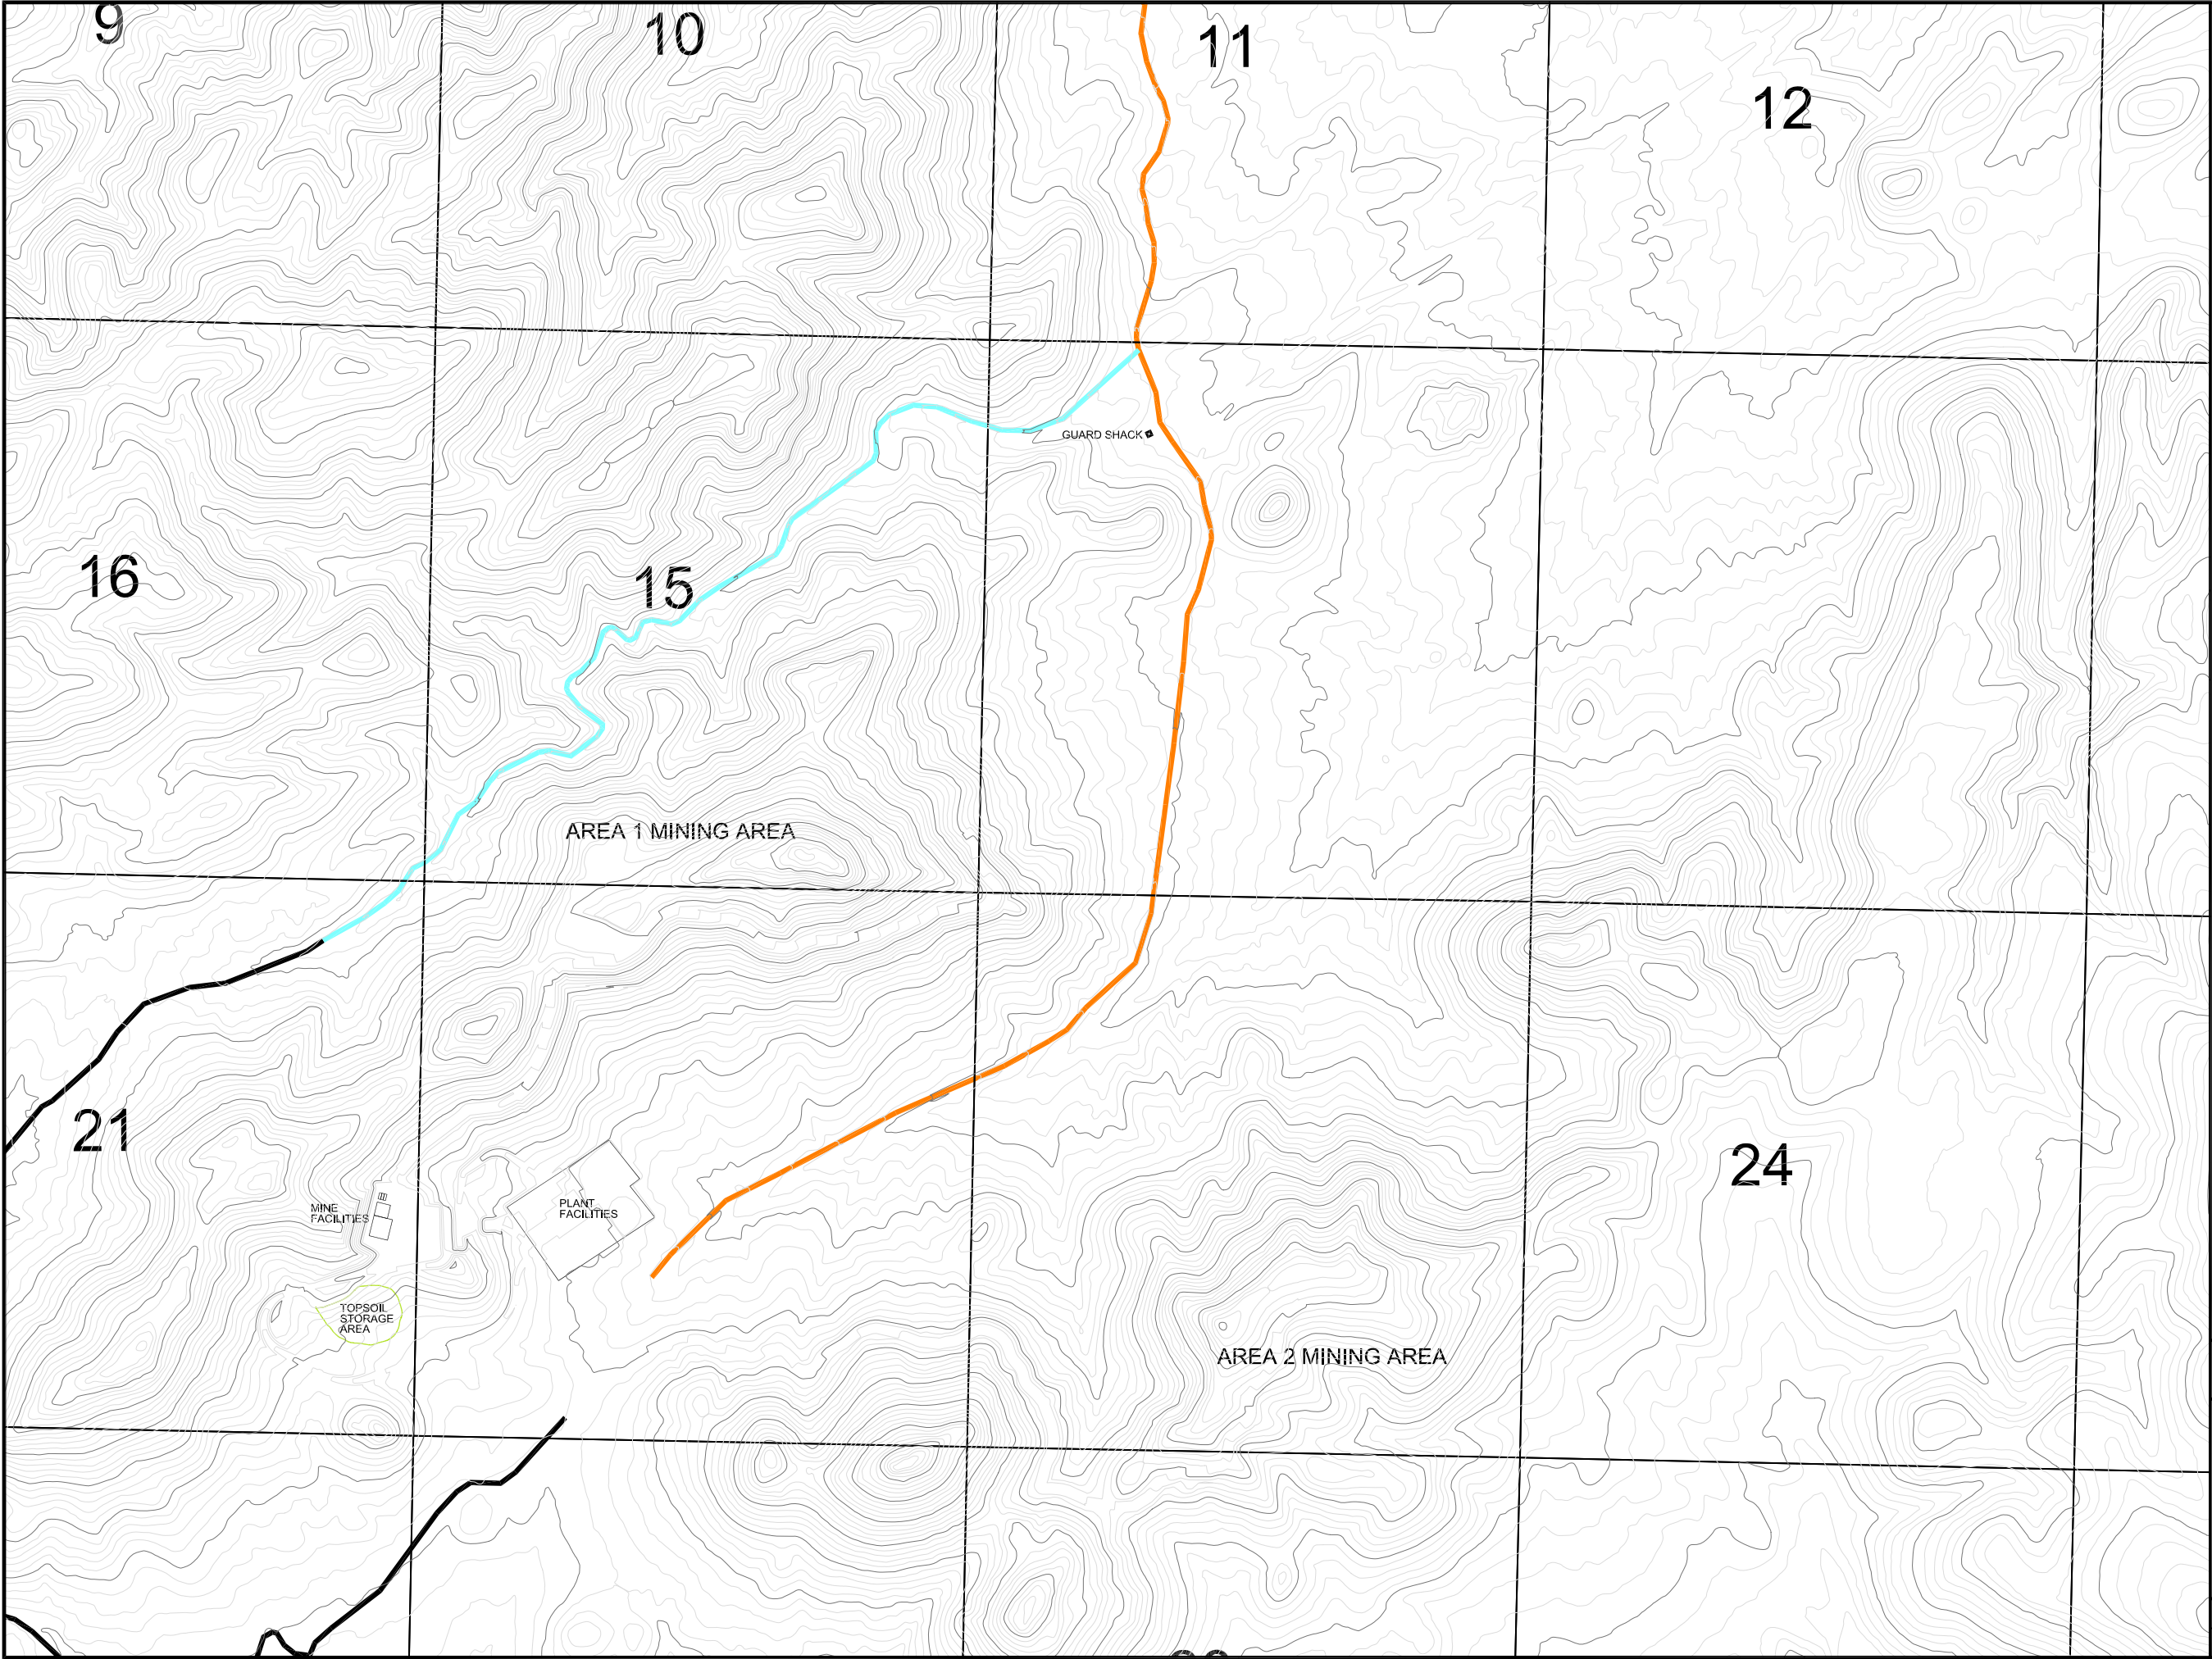 9
10
11
12
GUARD SHACK
16
15
AREA 1 MINING AREA
21
24
MINE
FACILITIES
PLANT
FACILITIES
TOPSOIL
STORAGE
AREA
AREA 2 MINING AREA